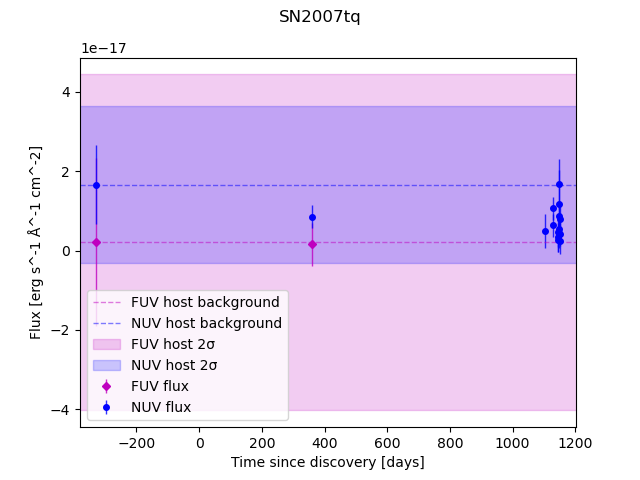 SN2007tq
1e−17
4
2
0
−2
−4
Flux [erg s^-1 Å^-1 cm^-2]
FUV host background
NUV host background
FUV host 2σ
NUV host 2σ
FUV flux
NUV flux
−200 0 200 400 600 800 1000 1200
Time since discovery [days]